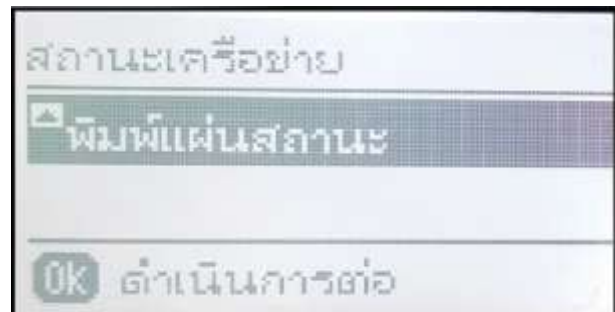 สถานะเครือข่าย
พิมพ์แผ่นสถานะ
OK ดำเนินการต่อ